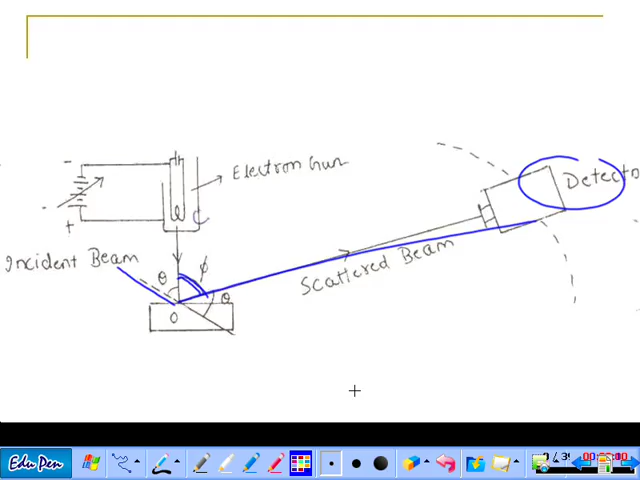 Electron Gun
Detecto
-
-
+
C
Incident Beam
θ
φ
θ
Scattered Beam
O
Edu Pen